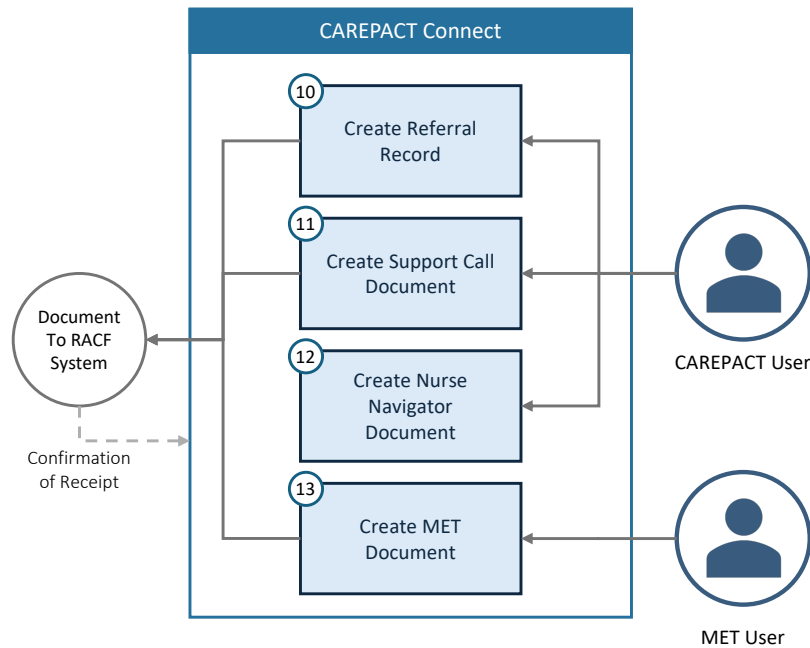 CAREPACT Connect
10
Create Referral
Record
11
Create Support Call
Document
12
Create Nurse
Navigator
Document
13
Create MET
Document
Document
To RACF
System
Confirmation
of Receipt
CAREPACT User
MET User